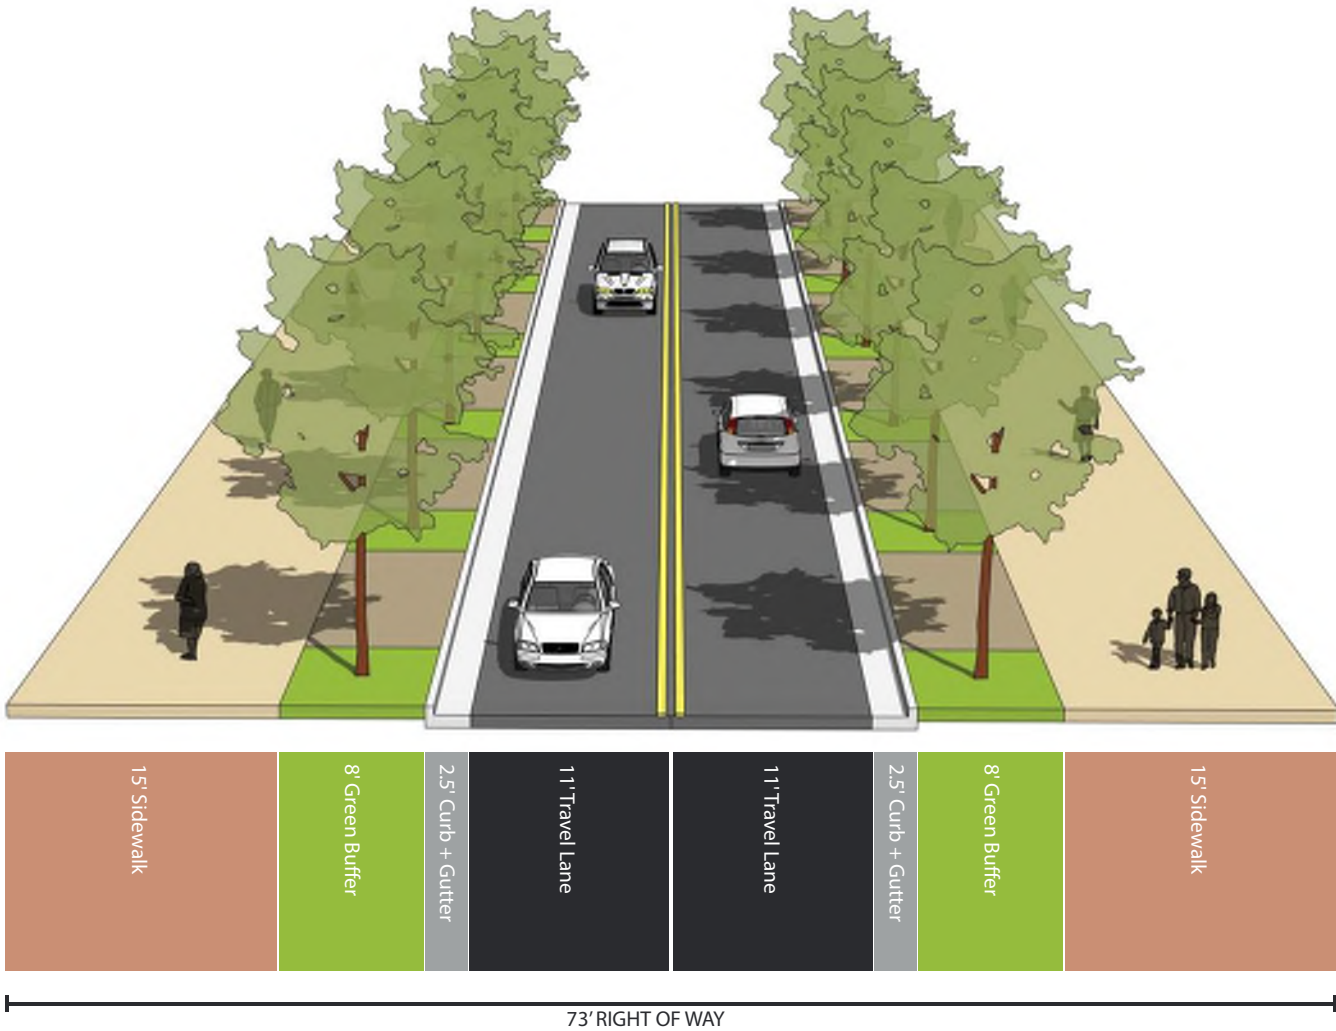 15' Sidewalk
8' Green Buffer
2.5' Curb + Gutter
11' Travel Lane
11' Travel Lane
2.5' Curb + Gutter
8' Green Buffer
15' Sidewalk
73' RIGHT OF WAY